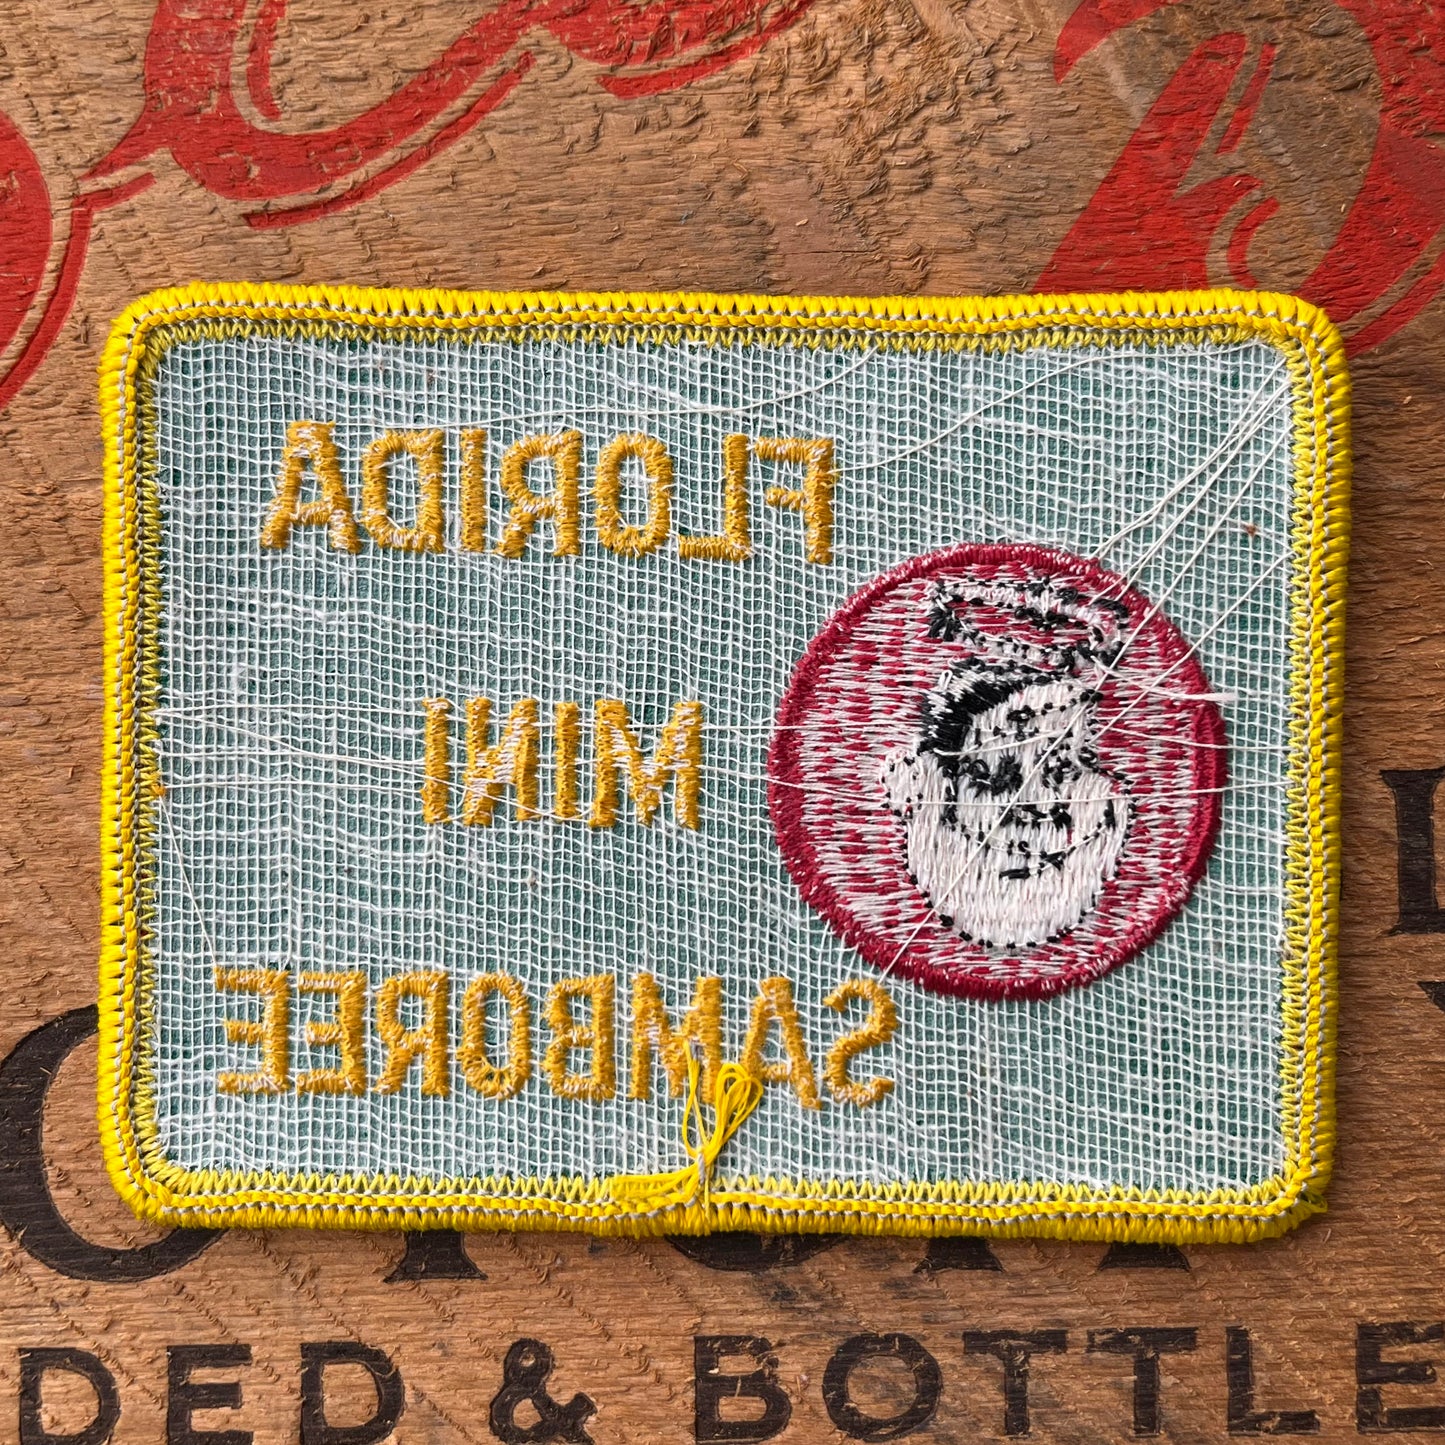 FLORIDA
MINI
SAMBOREE
DED & BOTTLE